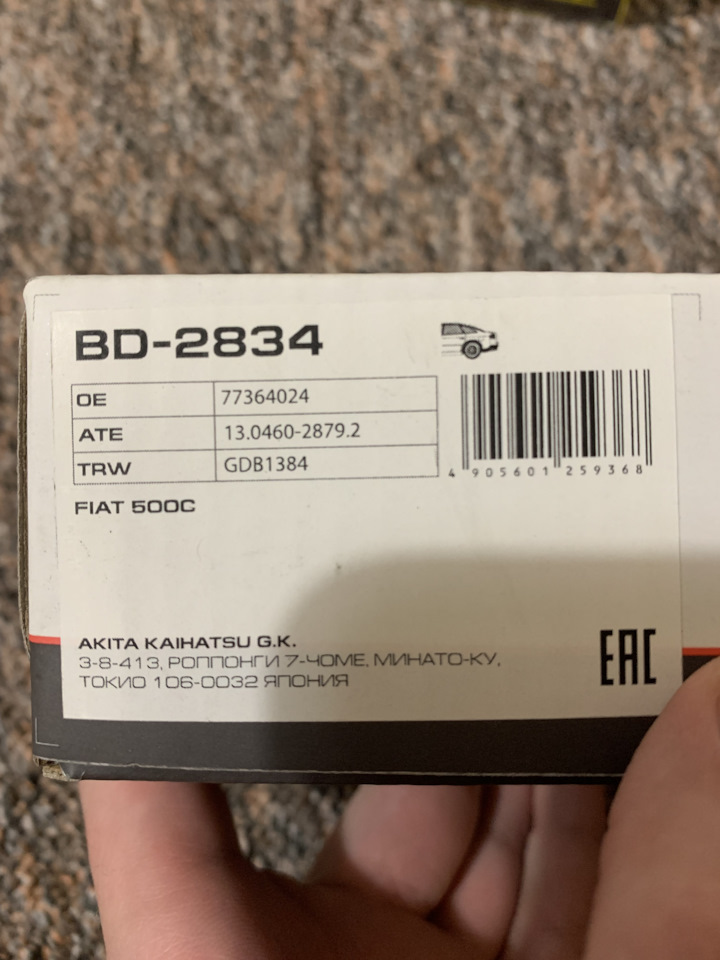 BD-2834
OE 77364024
ATE 13.0460-2879.2
TRW GDB1384
4 905601 259368
FIAT 500C
AKITA KAIHATSU G.K.
3-8-413, РОППОНГИ 7-ЧОМЕ, МИНАТО-КУ,
ТОКИО 106-0032 ЯПОНИЯ
EAC